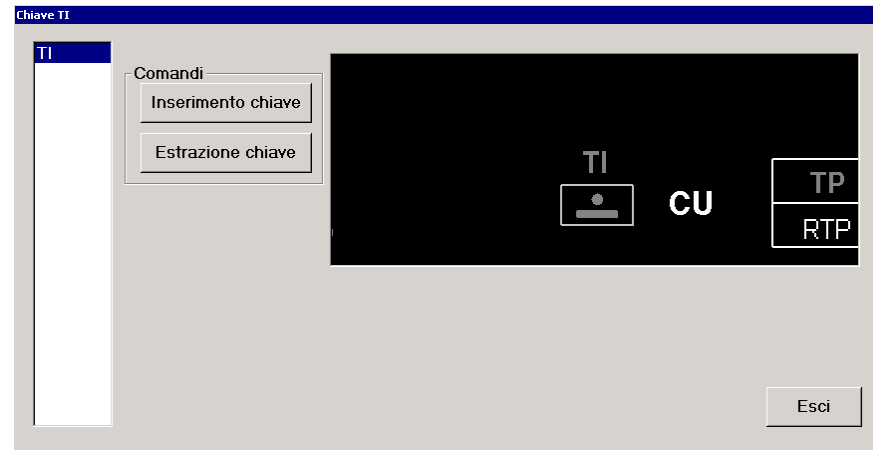 Chiave TI
TI
Comandi
Inserimento chiave
Estrazione chiave
TI
CU
TP
RTP
Esci